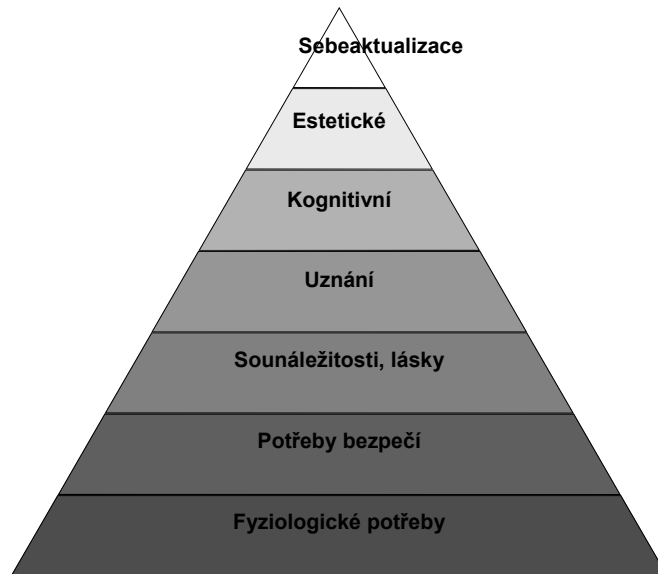 Sebeaktualizace
Estetické
Kognitivní
Uznání
Sounáležitosti, lásky
Potřeby bezpečí
Fyziologické potřeby